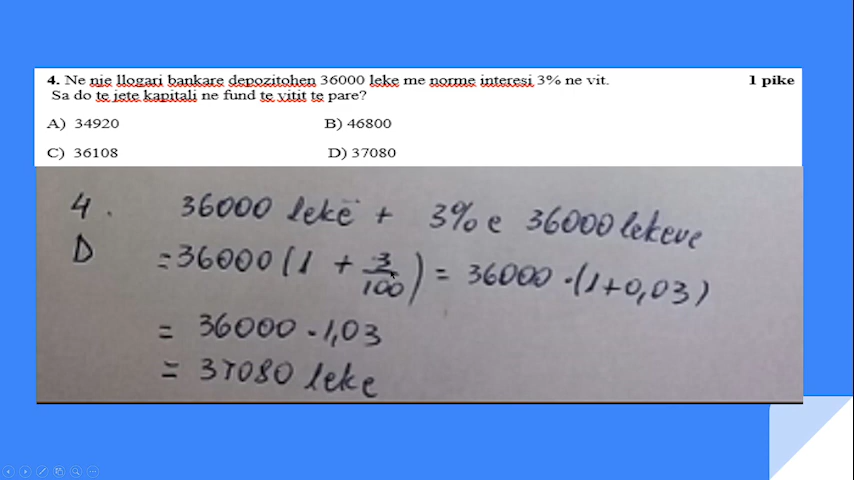 4. Ne nje llogari bankare depozitohen 36000 leke me norme interesi 3% ne vit. 1 pike
Sa do te jete kapitali ne fund te vitit te pare?
A) 34920 B) 46800
C) 36108 D) 37080
4. 36000 lekë + 3% e 36000 lekeve
D = 36000 (1 + 3/100) = 36000 · (1+0,03)
= 36000 · 1,03
= 37080 leke